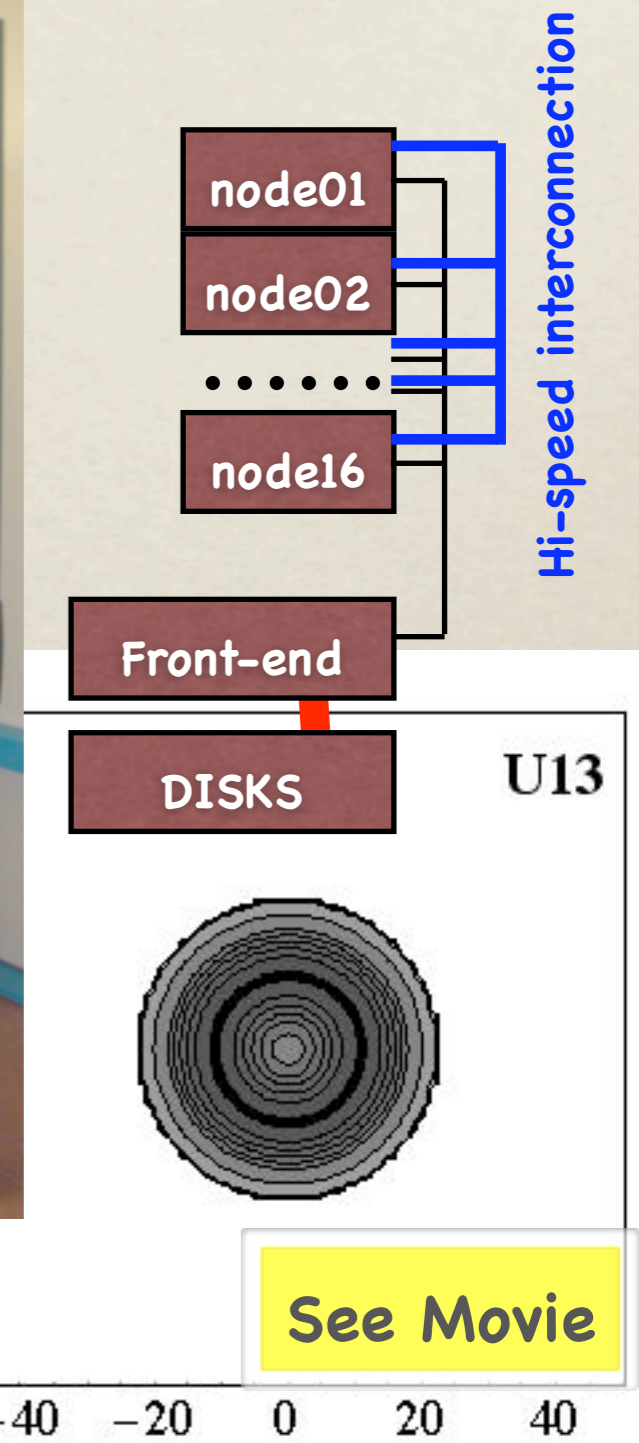 Hi-speed interconnection
node01
node02
......
node16
Front-end
DISKS
U13
See Movie
-40 -20 0 20 40